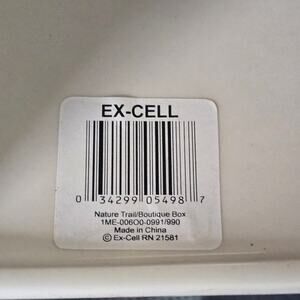 EX-CELL
0 34299 05498 7
Nature Trail/Boutique Box
1ME-006O0-0991/990
Made in China
© Ex-Cell RN 21581